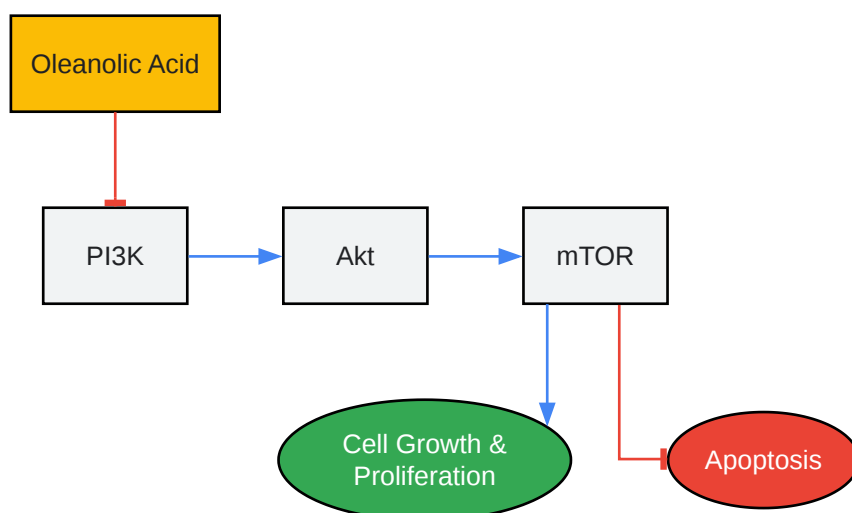 Oleanolic Acid
PI3K
Akt
mTOR
Cell Growth &
Proliferation
Apoptosis